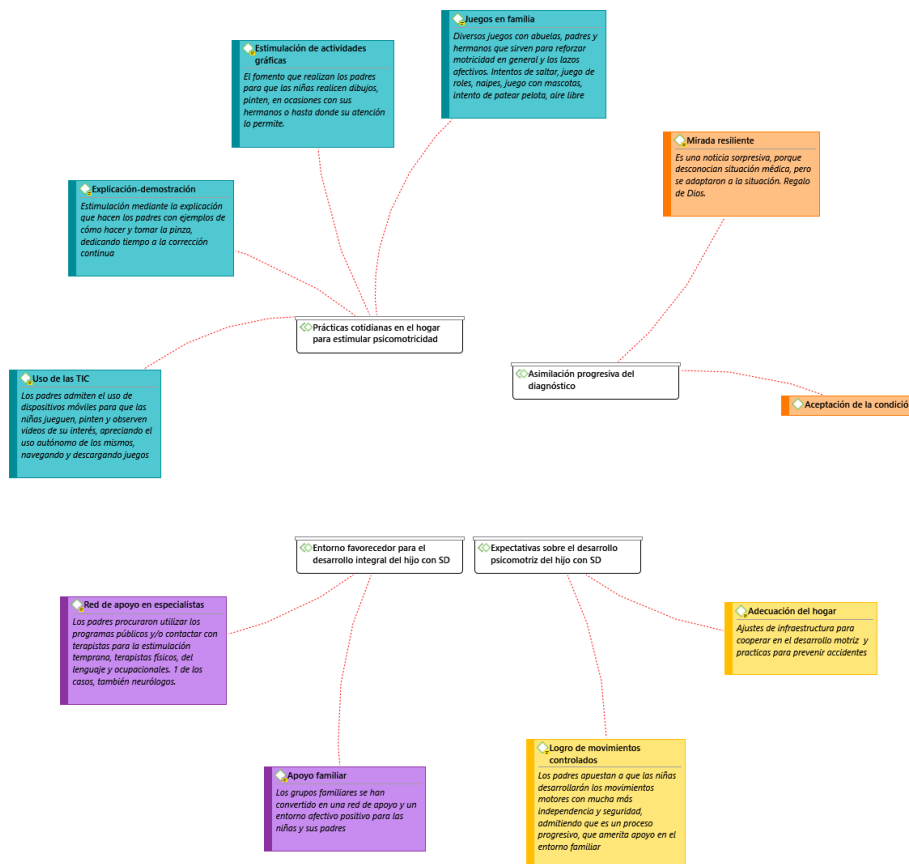 Juegos en familia
Diversos juegos con abuelas, padres y
hermanos que sirven para reforzar
motricidad en general y los lazos
afectivos. Intentos de saltar, juego de
roles, naipes, juego con mascotas,
intento de patear pelota, aire libre
Estimulación de actividades
gráficas
El fomento que realizan los padres
para que las niñas realicen dibujos,
pinten, en ocasiones con sus
hermanos o hasta donde su atención
lo permite.
Mirada resiliente
Es una noticia sorpresiva, porque
desconocian situación médica, pero
se adaptaron a la situación. Regalo
de Dios.
Explicación-demostración
Estimulación mediante la explicación
que hacen los padres con ejemplos de
cómo hacer y tomar la pinza,
dedicando tiempo a la corrección
continua
Prácticas cotidianas en el hogar
para estimular psicomotricidad
Uso de las TIC
Los padres admiten el uso de
dispositivos móviles para que las
niñas jueguen, pinten y observen
videos de su interés, apreciando el
uso autónomo de los mismos,
navegando y descargando juegos
Asimilación progresiva del
diagnóstico
Aceptación de la condició
Entorno favorecedor para el
desarrollo integral del hijo con SD
Expectativas sobre el desarrollo
psicomotriz del hijo con SD
Red de apoyo en especialistas
Los padres procuraron utilizar los
programas públicos y/o contactar con
terapistas para la estimulación
temprana, terapistas físicos, del
lenguaje y ocupacionales. 1 de los
casos, también neurólogos.
Adecuación del hogar
Ajustes de infraestructura para
cooperar en el desarrollo motriz y
practicas para prevenir accidentes
Apoyo familiar
Los grupos familiares se han
convertido en una red de apoyo y un
entorno afectivo positivo para las
niñas y sus padres
Logro de movimientos
controlados
Los padres apuestan a que las niñas
desarrollarán los movimientos
motores con mucha más
independencia y seguridad,
admitiendo que es un proceso
progresivo, que amerita apoyo en el
entorno familiar